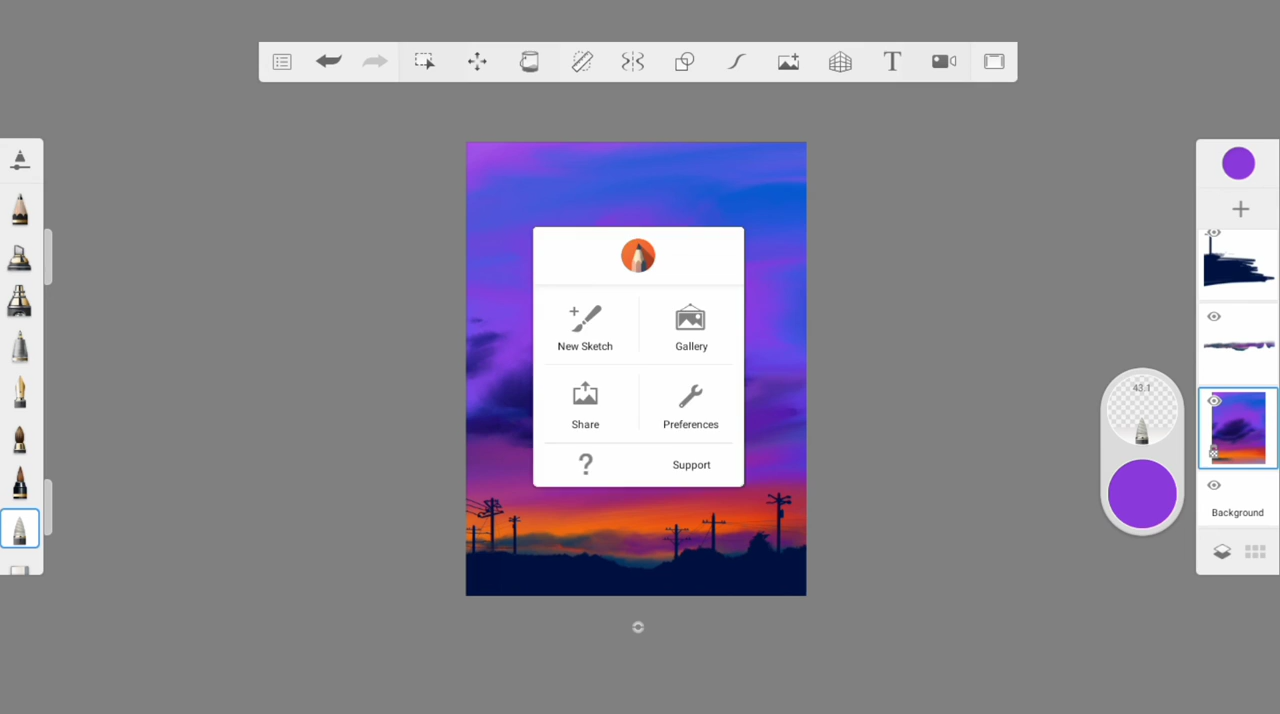 New Sketch
Gallery
Share
Preferences
?
Support
43.1
Background
T